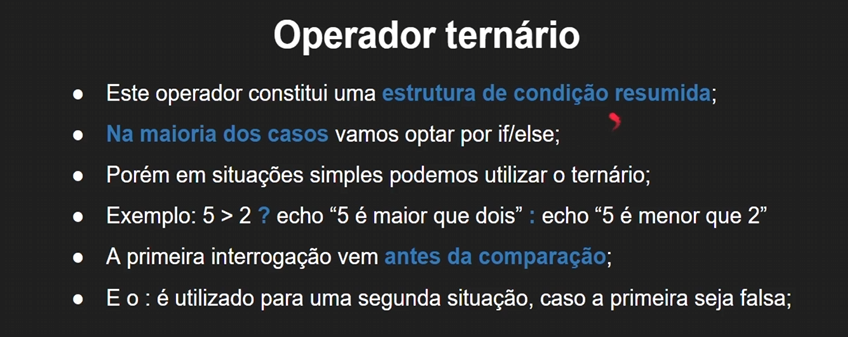 Operador ternário
● Este operador constitui uma estrutura de condição resumida;
● Na maioria dos casos vamos optar por if/else;
● Porém em situações simples podemos utilizar o ternário;
● Exemplo: 5 > 2 ? echo “5 é maior que dois” : echo “5 é menor que 2”
● A primeira interrogação vem antes da comparação;
● E o : é utilizado para uma segunda situação, caso a primeira seja falsa;